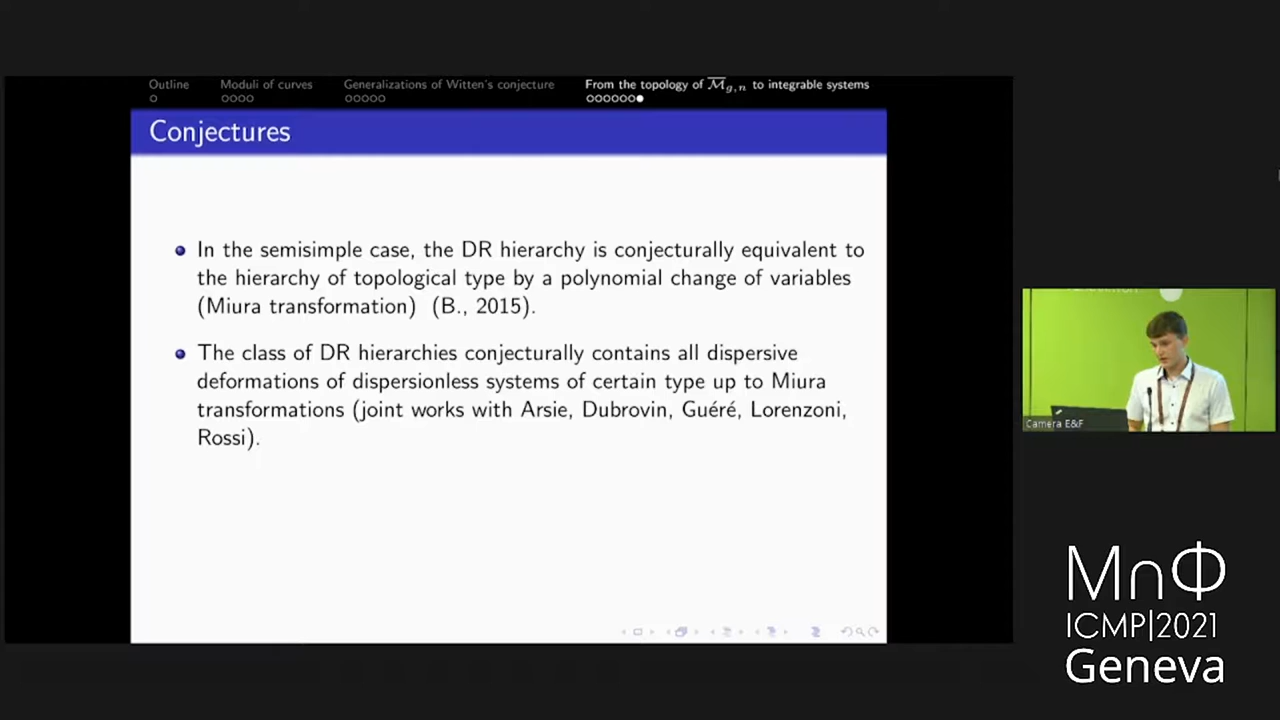 Outline
Moduli of curves
Generalizations of Witten's conjecture
From the topology of M̅g,n to integrable systems
Conjectures
In the semisimple case, the DR hierarchy is conjecturally equivalent to
the hierarchy of topological type by a polynomial change of variables
(Miura transformation) (B., 2015).
The class of DR hierarchies conjecturally contains all dispersive
deformations of dispersionless systems of certain type up to Miura
transformations (joint works with Arsie, Dubrovin, Guéré, Lorenzoni,
Rossi).
Camera E&F
M∩Φ
ICMP|2021
Geneva